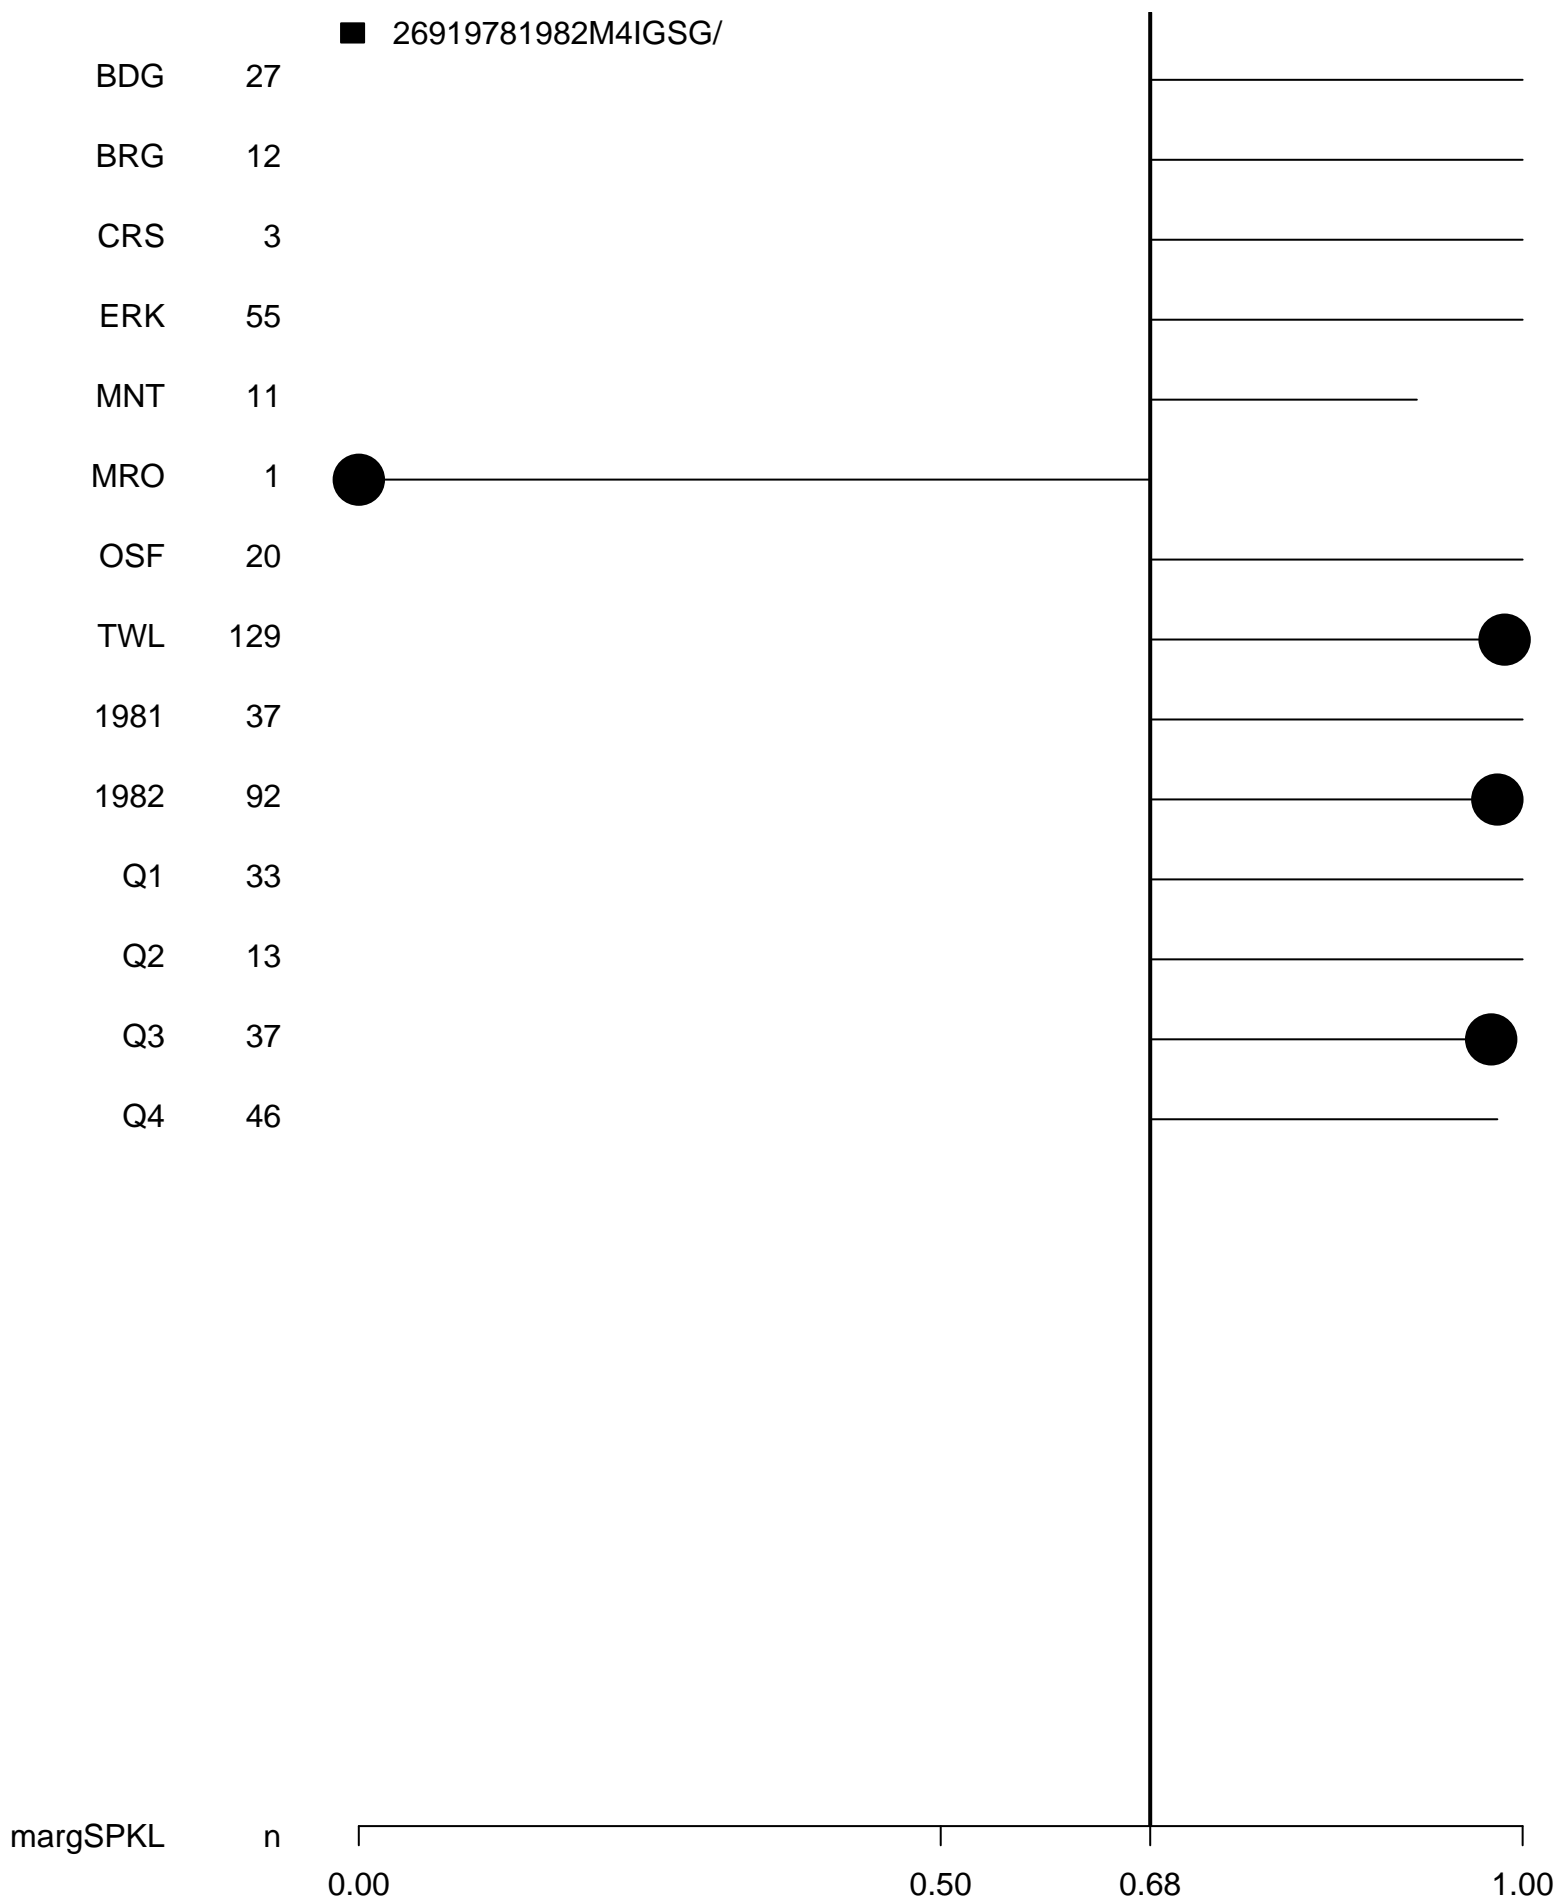 26919781982M4IGSG/
BDG 27
BRG 12
CRS 3
ERK 55
MNT 11
MRO 1
OSF 20
TWL 129
1981 37
1982 92
Q1 33
Q2 13
Q3 37
Q4 46
margSPKL n
0.00 0.50 0.68 1.00